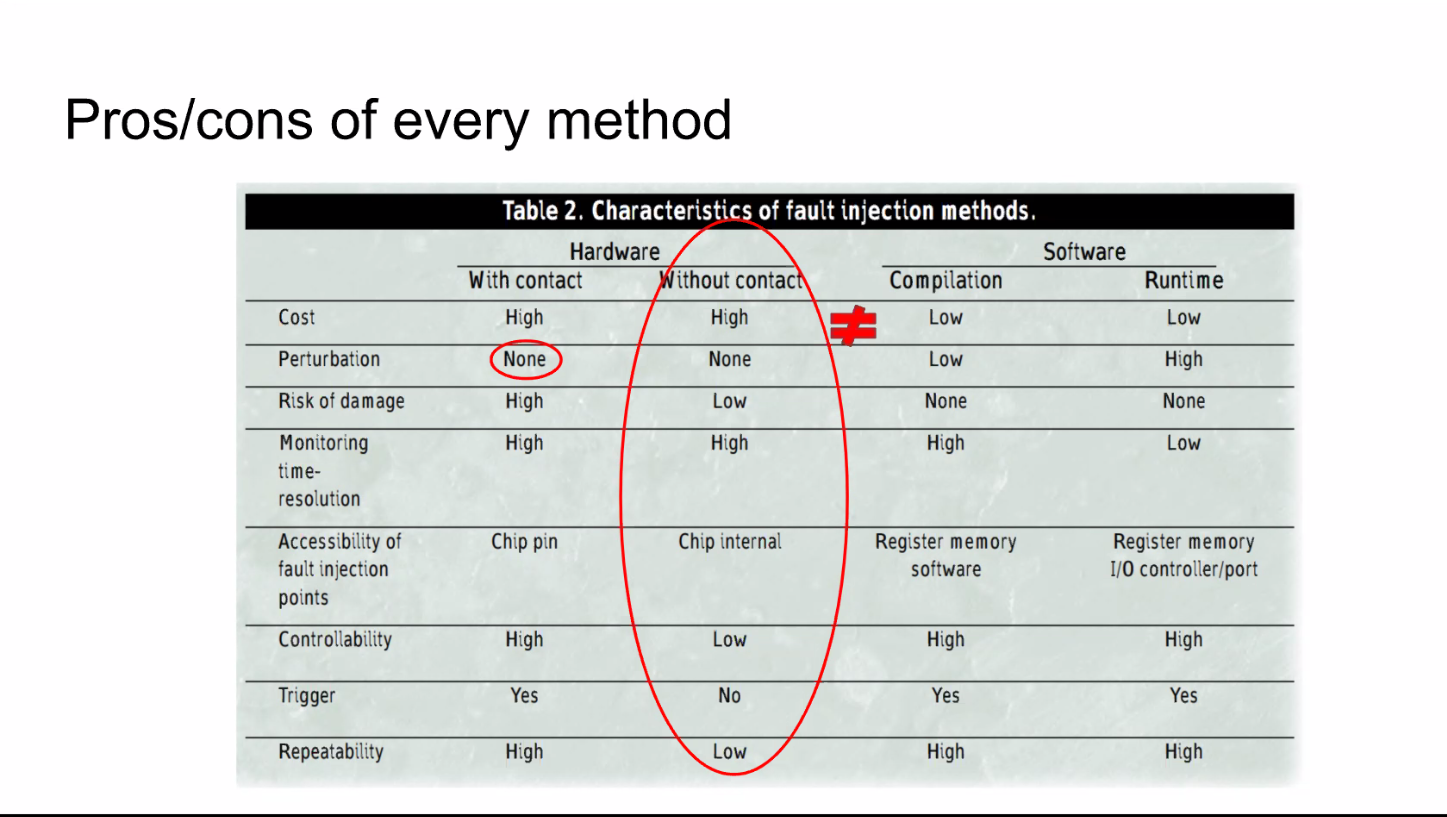 Pros/cons of every method
Table 2. Characteristics of fault injection methods.
Hardware Software
With contact Without contact Compilation Runtime
Cost High High ≠ Low Low
Perturbation None None Low High
Risk of damage High Low None None
Monitoring High High High Low
time-
resolution
Accessibility of Chip pin Chip internal Register memory Register memory
fault injection software I/O controller/port
points
Controllability High Low High High
Trigger Yes No Yes Yes
Repeatability High Low High High